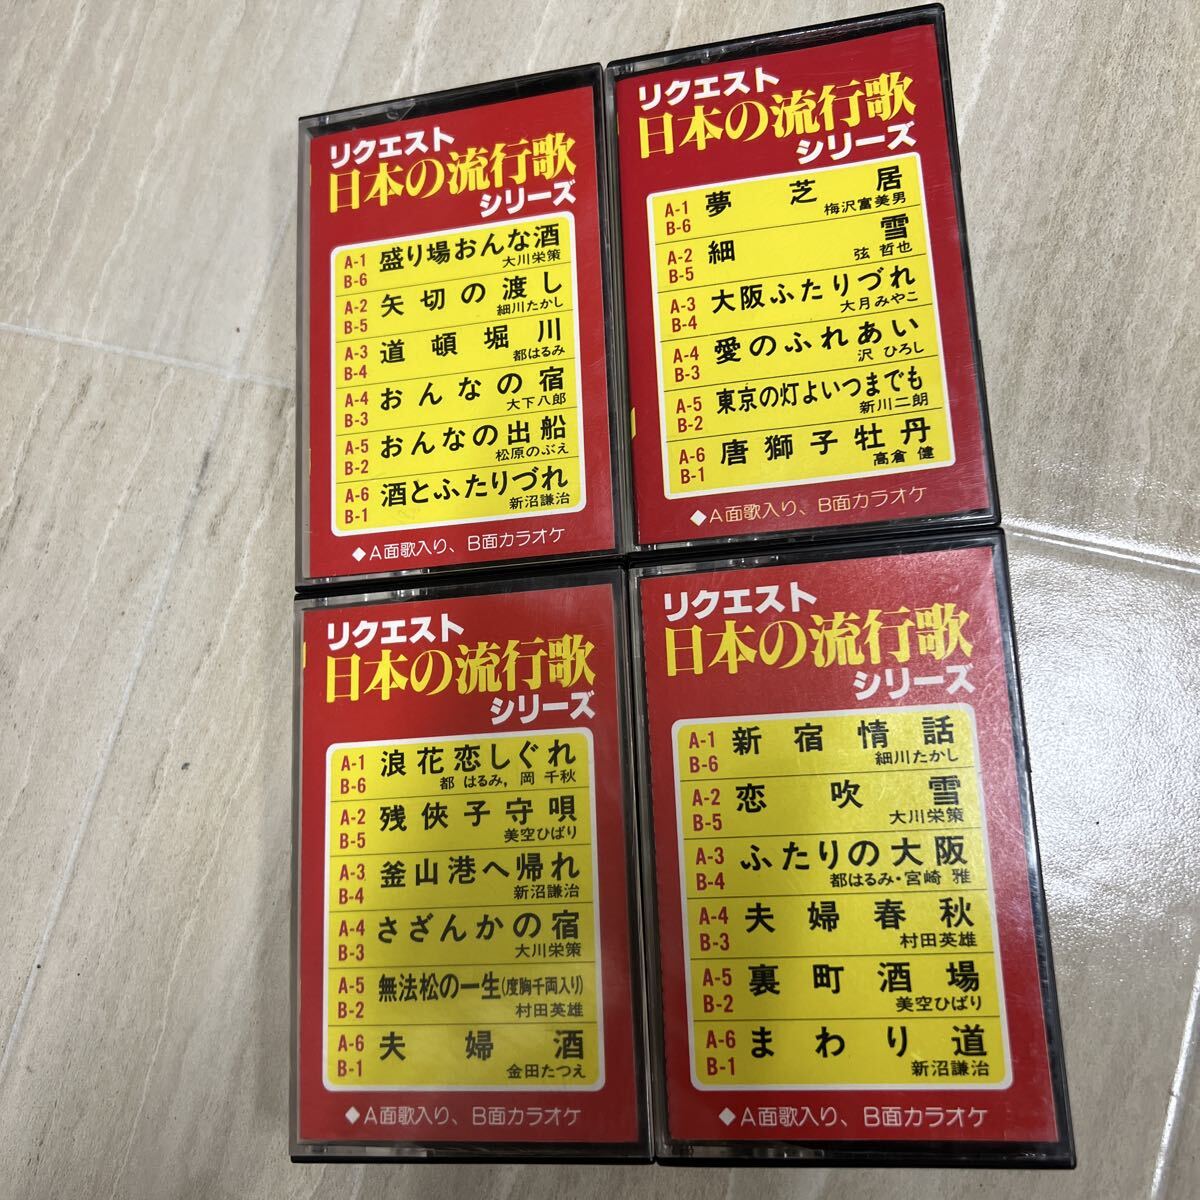 リクエスト
日本の流行歌
シリーズ
A-1
B-6
盛り場おんな酒
大川栄策
A-2
B-5
矢切の渡し
細川たかし
A-3
B-4
道頓堀川
都はるみ
A-4
B-3
おんなの宿
大下八郎
A-5
B-2
おんなの出船
松原のぶえ
A-6
B-1
酒とふたりづれ
新沼謙治
◆A面歌入り、B面カラオケ
リクエスト
日本の流行歌
シリーズ
A-1
B-6
夢芝居
梅沢富美男
A-2
B-5
細雪
弦 哲也
A-3
B-4
大阪ふたりづれ
大月みやこ
A-4
B-3
愛のふれあい
沢 ひろし
A-5
B-2
東京の灯よいつまでも
新川二朗
A-6
B-1
唐獅子牡丹
高倉 健
◆A面歌入り、B面カラオケ
リクエスト
日本の流行歌
シリーズ
A-1
B-6
浪花恋しぐれ
都 はるみ, 岡 千秋
A-2
B-5
残俠子守唄
美空ひばり
A-3
B-4
釜山港へ帰れ
新沼謙治
A-4
B-3
さざんかの宿
大川栄策
A-5
B-2
無法松の一生(度胸千両入り)
村田英雄
A-6
B-1
夫婦酒
金田たつえ
◆A面歌入り、B面カラオケ
リクエスト
日本の流行歌
シリーズ
A-1
B-6
新宿情話
細川たかし
A-2
B-5
恋吹雪
大川栄策
A-3
B-4
ふたりの大阪
都はるみ・宮崎 雅
A-4
B-3
夫婦春秋
村田英雄
A-5
B-2
裏町酒場
美空ひばり
A-6
B-1
まわり道
新沼謙治
◆A面歌入り、B面カラオケ